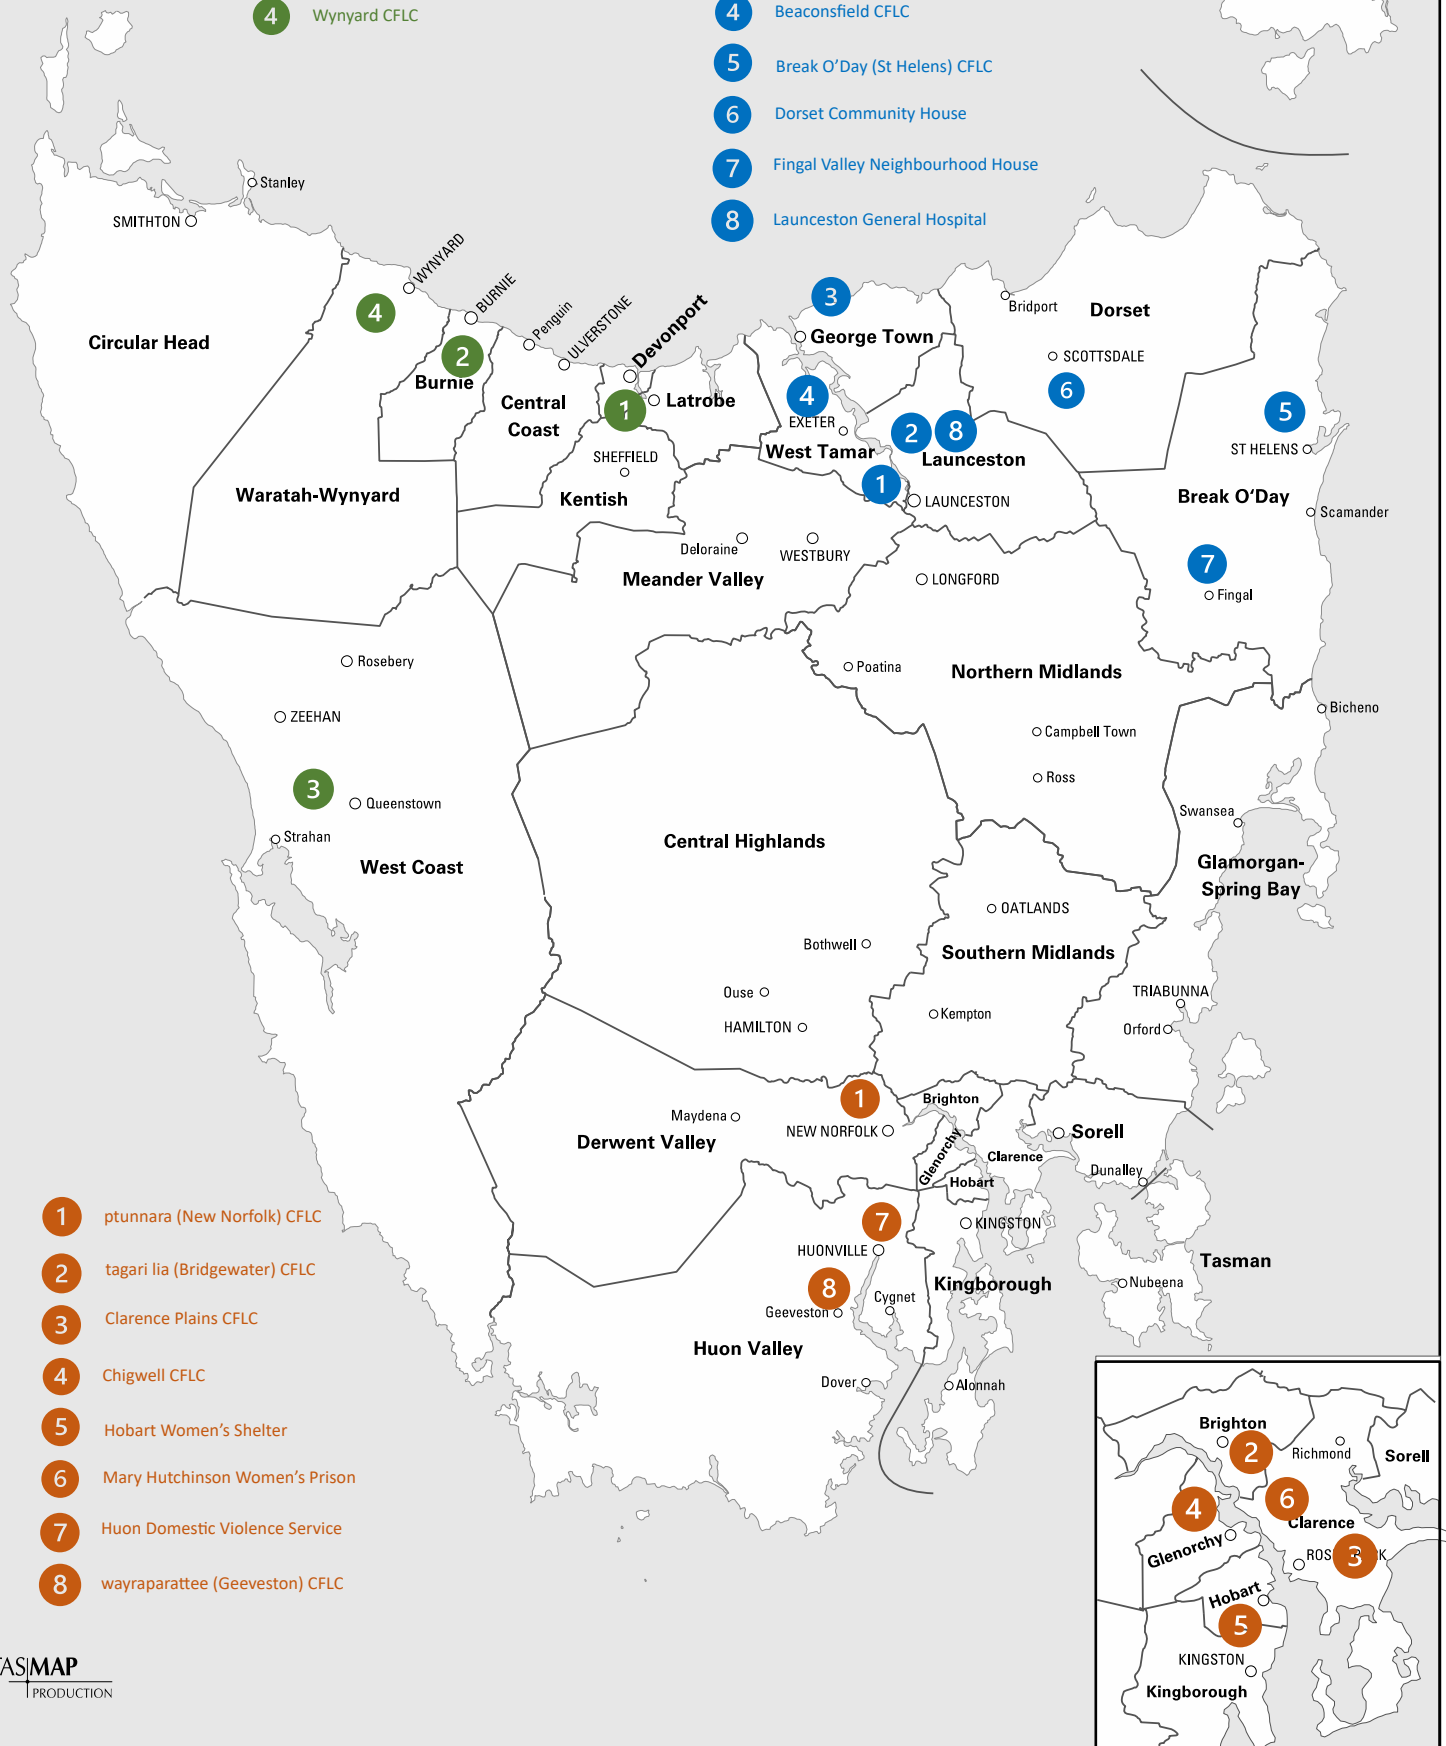 4 Wynyard CFLC
4 Beaconsfield CFLC
5 Break O'Day (St Helens) CFLC
6 Dorset Community House
7 Fingal Valley Neighbourhood House
8 Launceston General Hospital
Stanley
SMITHTON
WYNYARD
BURNIE
Penguin
ULVERSTONE
Devonport
4
2
1
3
George Town
Bridport
Dorset
SCOTTSDALE
6
Circular Head
Burnie
Central
Coast
Latrobe
4
EXETER
2
8
5
West Tamar
Launceston
ST HELENS
SHEFFIELD
Kentish
1
LAUNCESTON
Waratah-Wynyard
Break O'Day
Scamander
Deloraine
WESTBURY
Meander Valley
LONGFORD
7
Fingal
Rosebery
Poatina
Northern Midlands
ZEEHAN
Bicheno
Campbell Town
Ross
3
Queenstown
Strahan
Swansea
West Coast
Central Highlands
Glamorgan-
Spring Bay
OATLANDS
Bothwell
Southern Midlands
Ouse
TRIABUNNA
HAMILTON
Kempton
Orford
1
Brighton
Maydena
NEW NORFOLK
Derwent Valley
Glenorchy
Clarence
Sorell
Hobart
Dunalley
7
KINGSTON
HUONVILLE
Tasman
8
Kingborough
Nubeena
Geeveston
Cygnet
Huon Valley
Dover
Alonnah
1 ptunnara (New Norfolk) CFLC
2 tagari lia (Bridgewater) CFLC
3 Clarence Plains CFLC
4 Chigwell CFLC
5 Hobart Women's Shelter
6 Mary Hutchinson Women's Prison
7 Huon Domestic Violence Service
8 wayraparattee (Geeveston) CFLC
Brighton
2
Richmond
Sorell
4
6
Clarence
Glenorchy
3
Hobart
5
KINGSTON
Kingborough
MAP
PRODUCTION